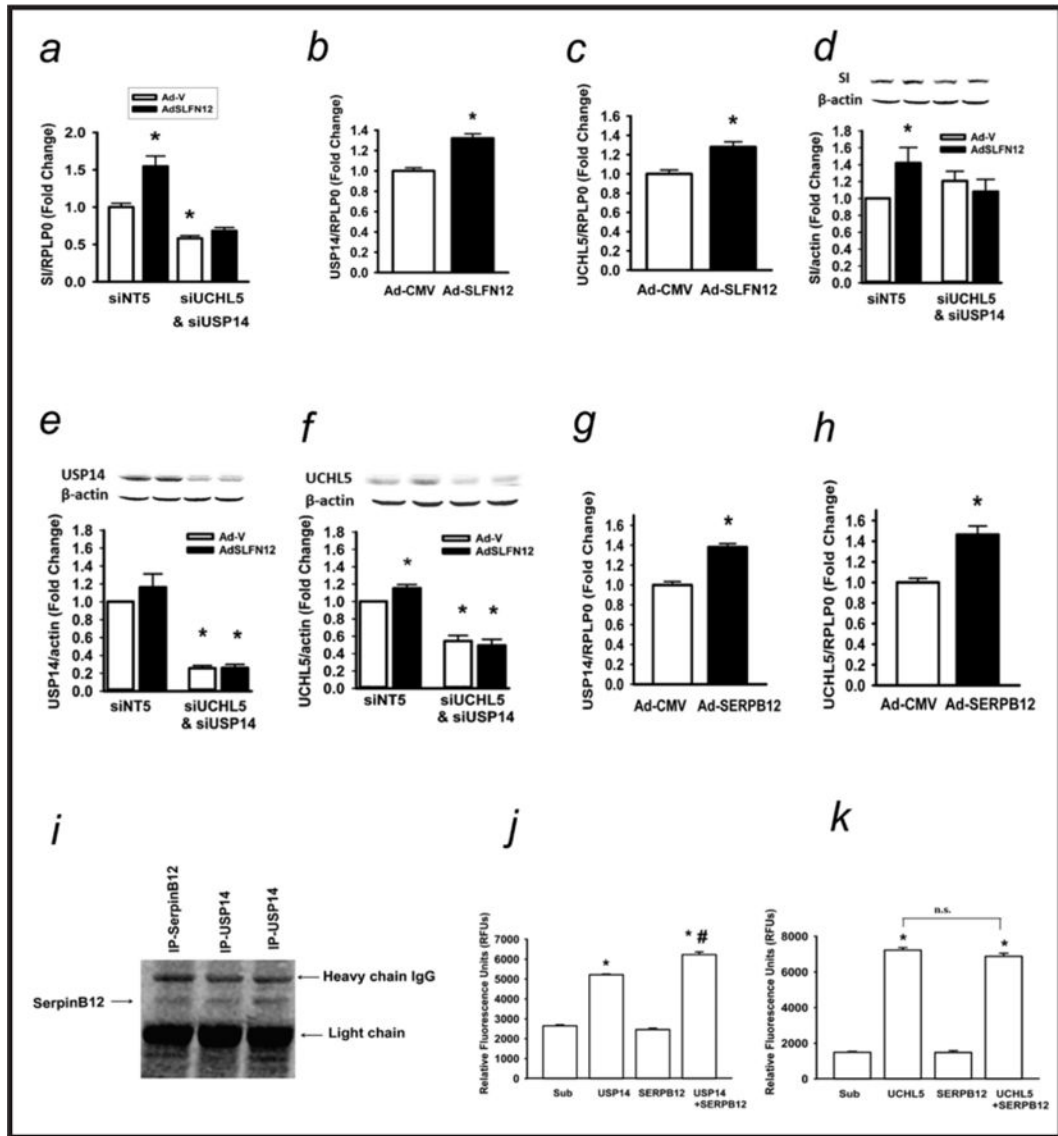 a
Ad-V
AdSLFN12
SI/RPLP0 (Fold Change)
2.0
1.5
1.0
0.5
0.0
*
*
siNT5
siUCHL5
& siUSP14
b
USP14/RPLP0 (Fold Change)
1.4
1.2
1.0
0.8
0.6
0.4
0.2
0.0
*
Ad-CMV Ad-SLFN12
c
UCHL5/RPLP0 (Fold Change)
1.4
1.2
1.0
0.8
0.6
0.4
0.2
0.0
*
Ad-CMV Ad-SLFN12
d
SI
β-actin
SI/actin (Fold Change)
1.8
1.6
1.4
1.2
1.0
0.8
0.6
0.4
0.2
0.0
*
Ad-V
AdSLFN12
siNT5
siUCHL5
& siUSP14
e
USP14
β-actin
USP14/actin (Fold Change)
1.8
1.6
1.4
1.2
1.0
0.8
0.6
0.4
0.2
0.0
Ad-V
AdSLFN12
* *
siNT5
siUCHL5
& siUSP14
f
UCHL5
β-actin
UCHL5/actin (Fold Change)
1.8
1.6
1.4
1.2
1.0
0.8
0.6
0.4
0.2
0.0
Ad-V
AdSLFN12
*
* *
siNT5
siUCHL5
& siUSP14
g
USP14/RPLP0 (Fold Change)
1.6
1.4
1.2
1.0
0.8
0.6
0.4
0.2
0.0
*
Ad-CMV Ad-SERPB12
h
UCHL5/RPLP0 (Fold Change)
1.6
1.4
1.2
1.0
0.8
0.6
0.4
0.2
0.0
*
Ad-CMV Ad-SERPB12
i
IP-SerpinB12
IP-USP14
IP-USP14
Heavy chain IgG
SerpinB12
Light chain
j
Relative Fluorescence Units (RFUs)
7000
6000
5000
4000
3000
2000
1000
0
*
* #
Sub USP14 SERPB12 USP14
+SERPB12
k
Relative Fluorescence Units (RFUs)
8000
6000
4000
2000
0
n.s.
*
*
Sub UCHL5 SERPB12 UCHL5
+SERPB12